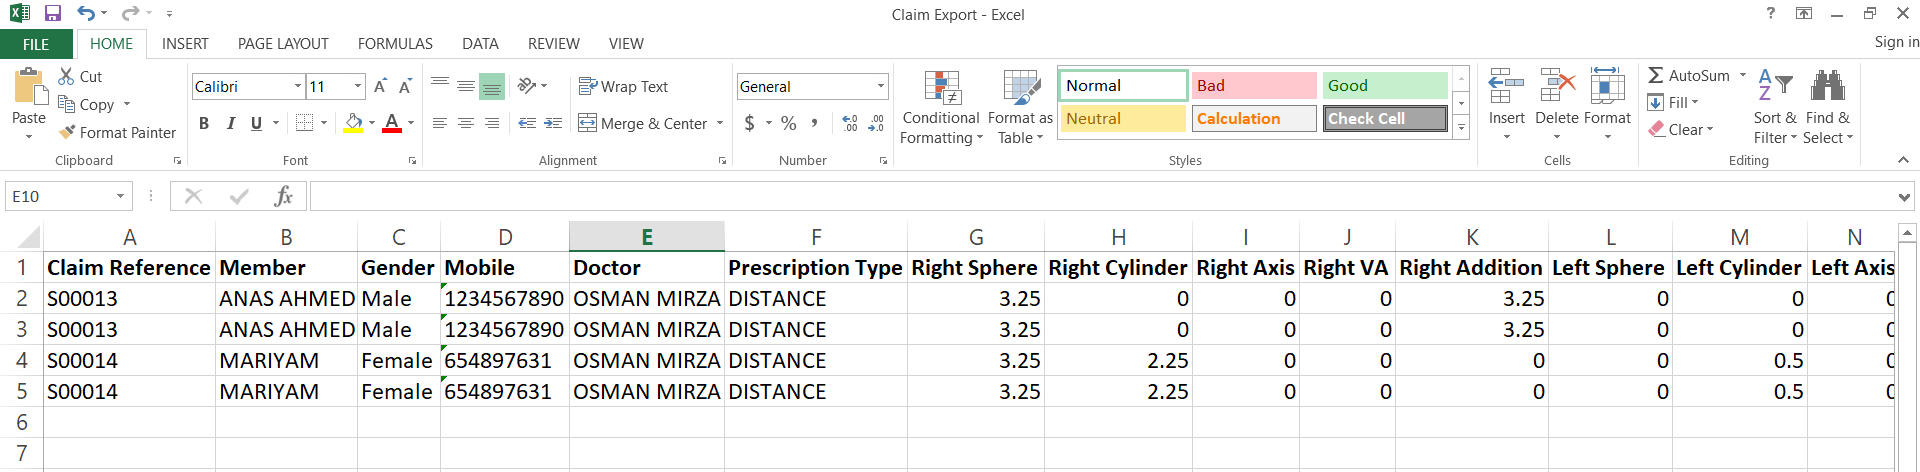 Claim Export - Excel
?
Sign in
FILE HOME INSERT PAGE LAYOUT FORMULAS DATA REVIEW VIEW
Paste
Cut
Copy
Format Painter
Clipboard
Calibri 11 A A
B I U A
Font
Wrap Text
Merge & Center
Alignment
General
$ % , .00 .0
Number
Conditional Formatting
Format as Table
Normal Bad Good
Neutral Calculation Check Cell
Styles
Insert Delete Format
Cells
AutoSum
Fill
Clear
Sort & Filter
Find & Select
Editing
E10 fx
A B C D E F G H I J K L M N
1 Claim Reference Member Gender Mobile Doctor Prescription Type Right Sphere Right Cylinder Right Axis Right VA Right Addition Left Sphere Left Cylinder Left Axis
2 S00013 ANAS AHMED Male 1234567890 OSMAN MIRZA DISTANCE 3.25 0 0 0 3.25 0 0 0
3 S00013 ANAS AHMED Male 1234567890 OSMAN MIRZA DISTANCE 3.25 0 0 0 3.25 0 0 0
4 S00014 MARIYAM Female 654897631 OSMAN MIRZA DISTANCE 3.25 2.25 0 0 0 0 0.5 0
5 S00014 MARIYAM Female 654897631 OSMAN MIRZA DISTANCE 3.25 2.25 0 0 0 0 0.5 0
6
7